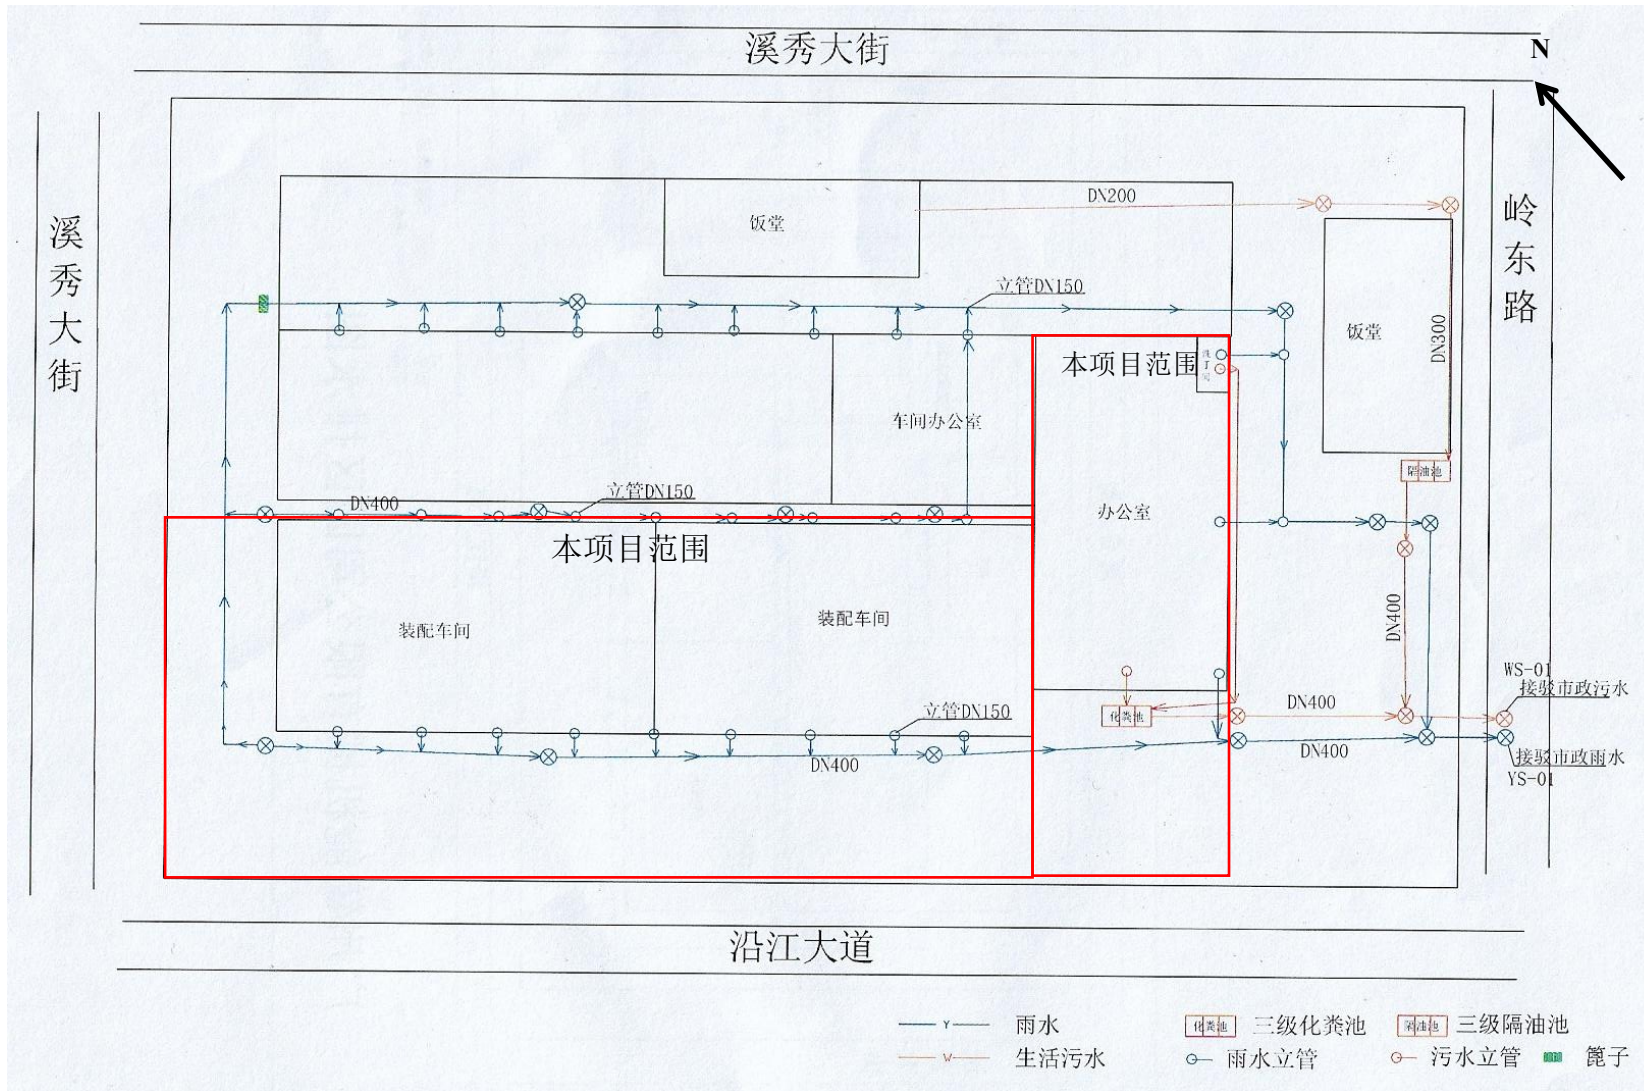 溪秀大街
N
溪秀大街
岭东路
DN200
饭堂
立管DN150
饭堂
DN300
本项目范围
车间办公室
隔油池
立管DN150
DN400
办公室
本项目范围
装配车间
装配车间
DN400
WS-01
接驳市政污水
立管DN150
化粪池
DN400
DN400
DN400
接驳市政雨水
YS-01
沿江大道
Y
雨水
化粪池
三级化粪池
隔油池
三级隔油池
W
生活污水
雨水立管
污水立管
篦子